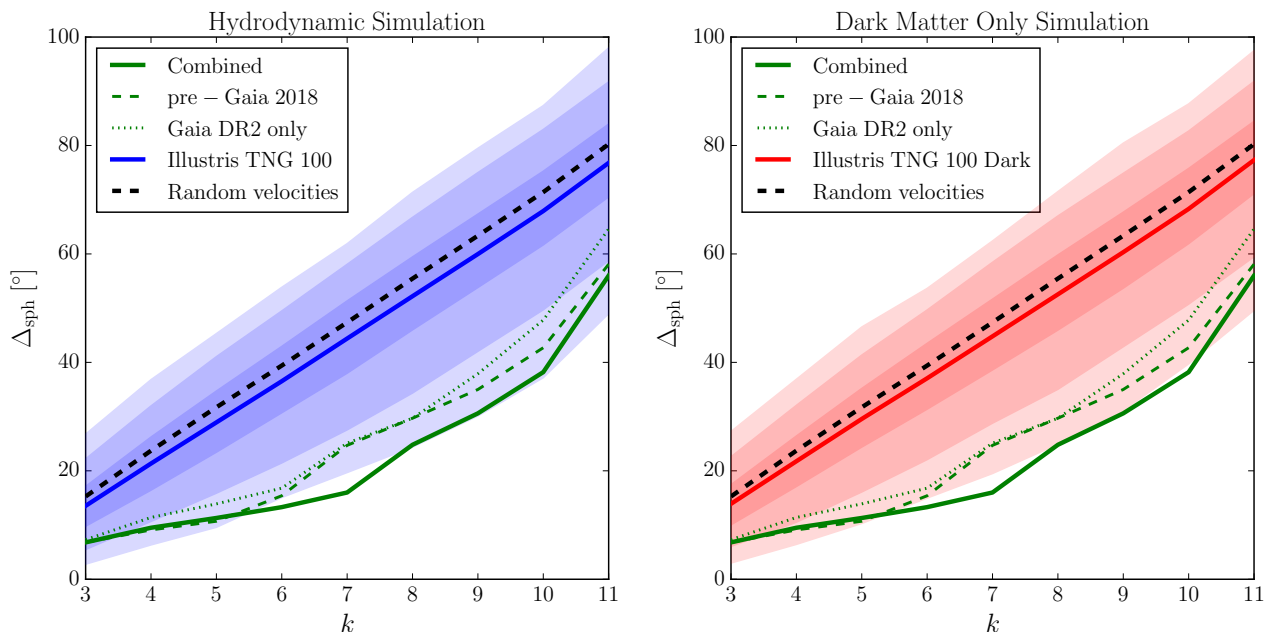 Hydrodynamic Simulation
100
80
60
40
20
0
Δsph [°]
Combined
pre − Gaia 2018
Gaia DR2 only
Illustris TNG 100
Random velocities
3 4 5 6 7 8 9 10 11
k
Dark Matter Only Simulation
100
80
60
40
20
0
Δsph [°]
Combined
pre − Gaia 2018
Gaia DR2 only
Illustris TNG 100 Dark
Random velocities
3 4 5 6 7 8 9 10 11
k